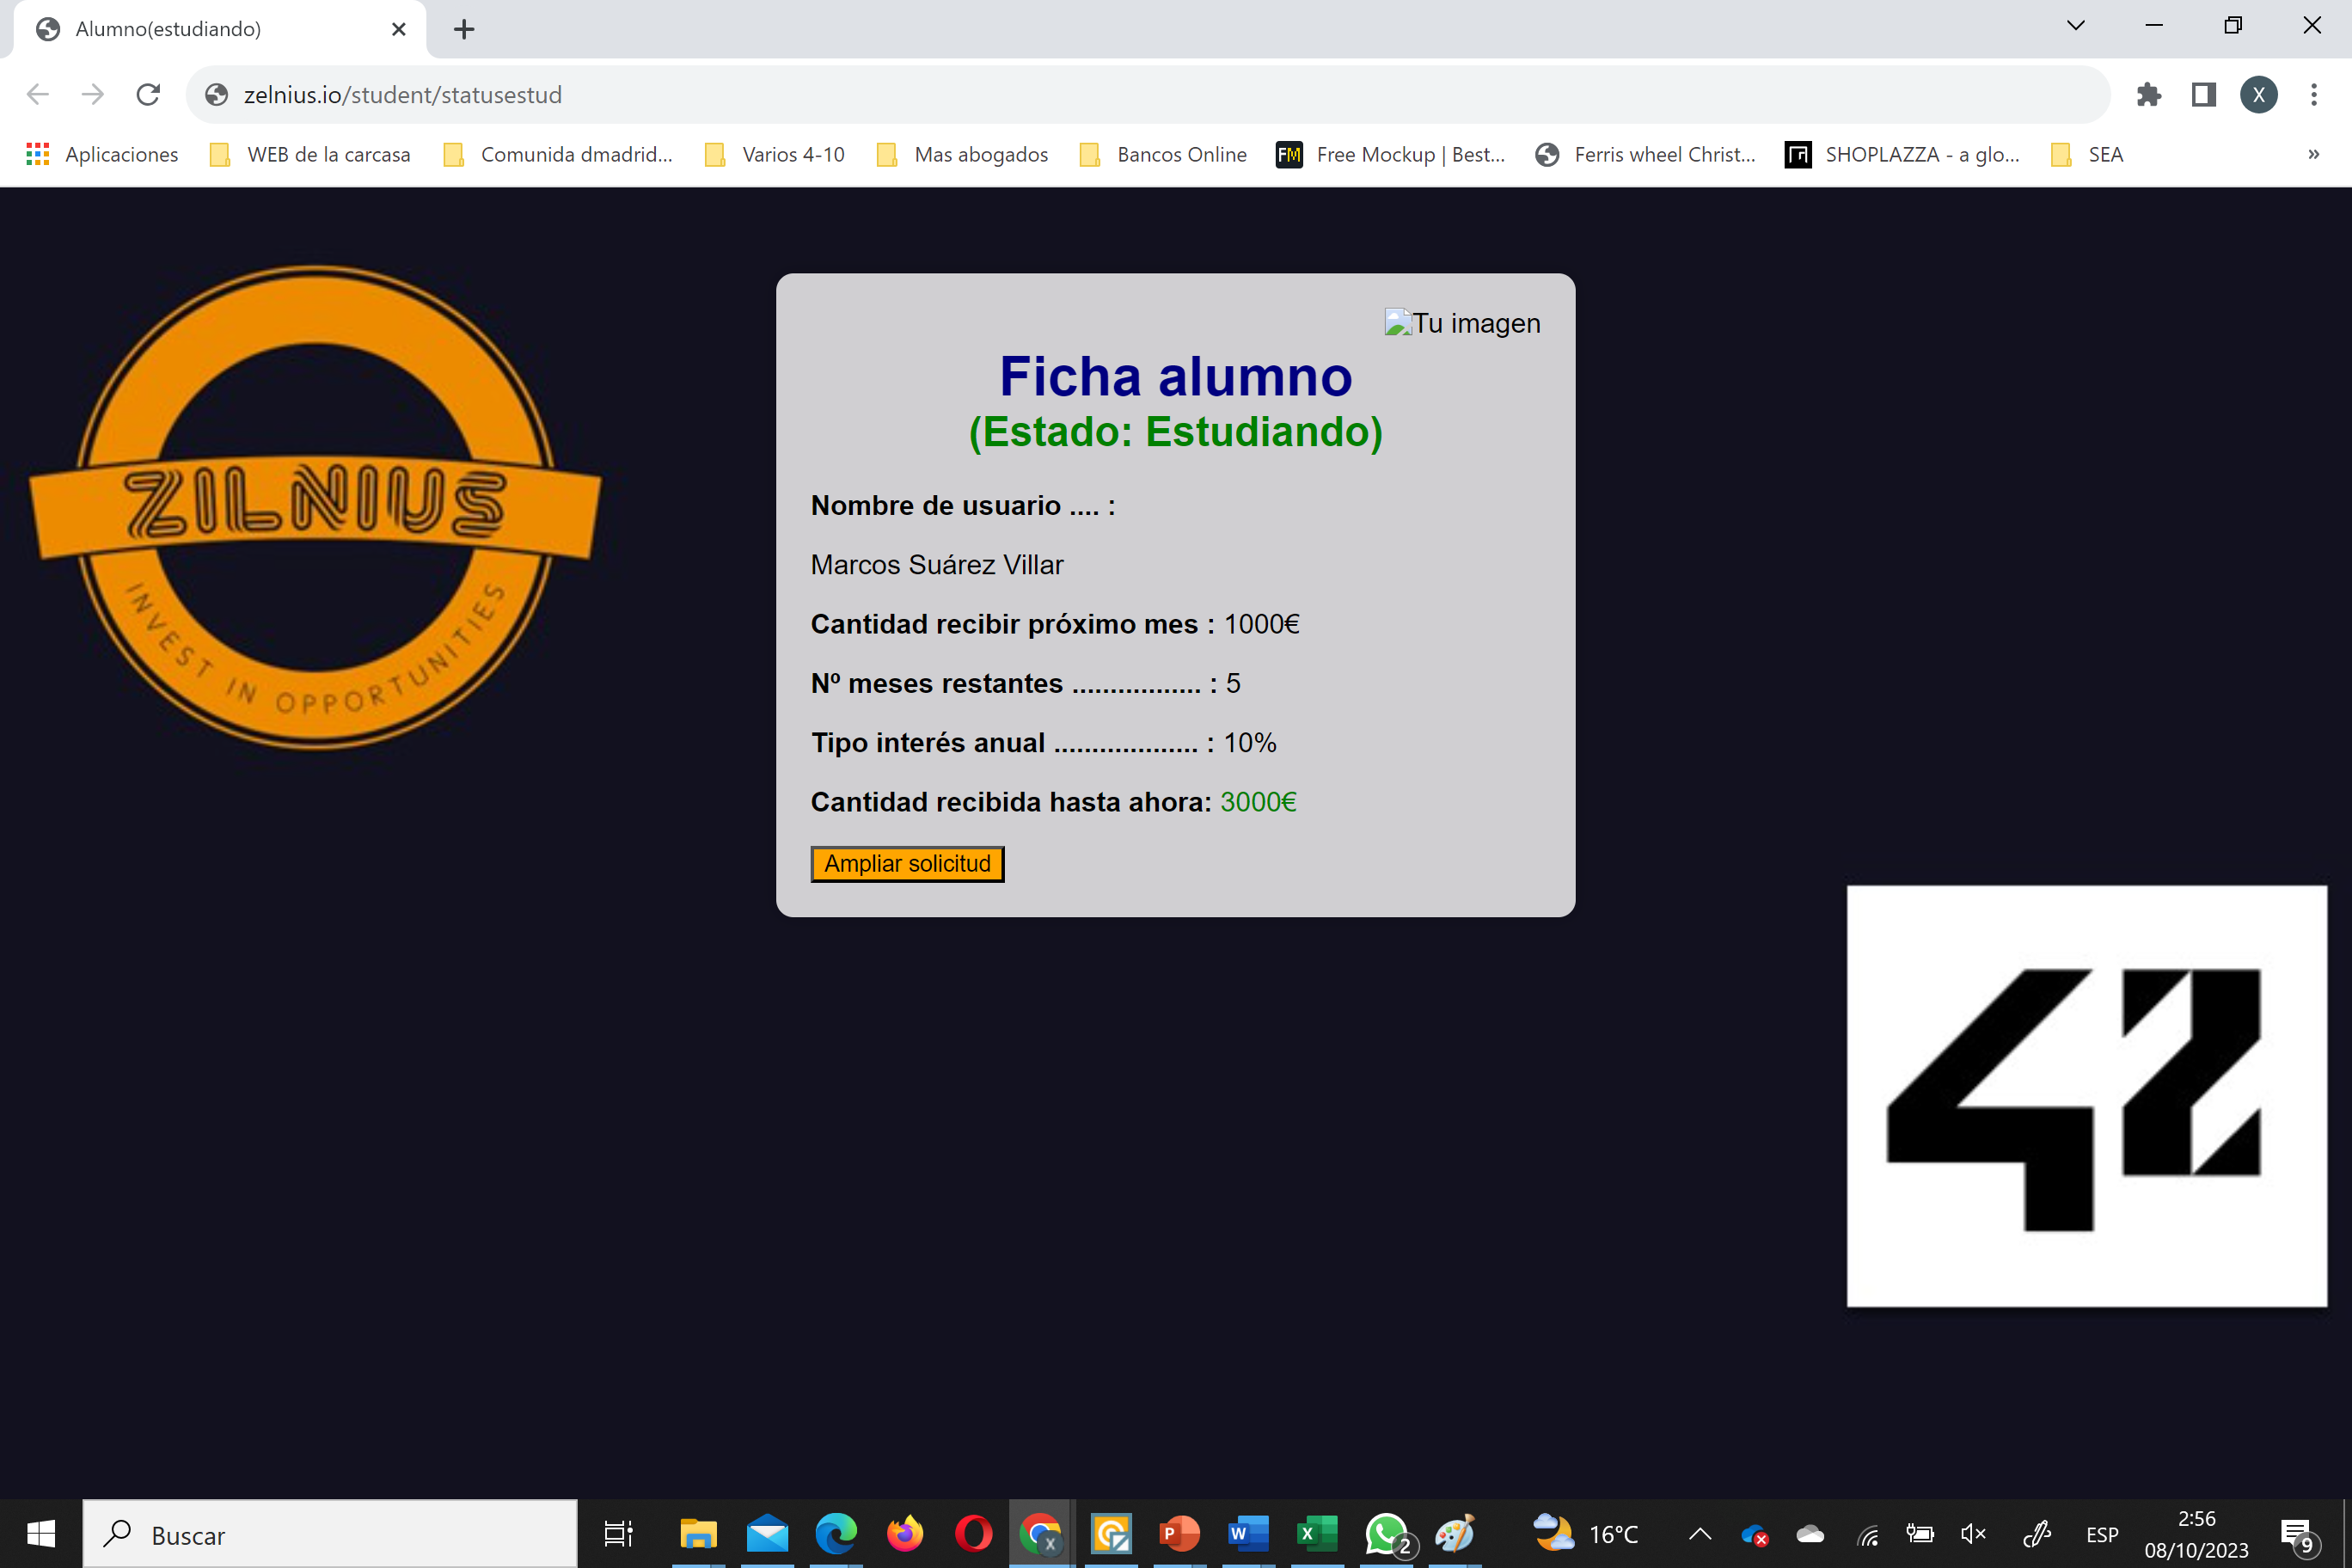 Alumno(estudiando)
zelnius.io/student/statusestud
X
Aplicaciones
WEB de la carcasa
Comunida dmadrid...
Varios 4-10
Mas abogados
Bancos Online
FM
Free Mockup | Best...
Ferris wheel Christ...
SHOPLAZZA - a glo...
SEA
»
ZILNIUS
INVEST IN OPPORTUNITIES
Tu imagen
Ficha alumno
(Estado: Estudiando)
Nombre de usuario .... :
Marcos Suárez Villar
Cantidad recibir próximo mes : 1000€
Nº meses restantes ................. : 5
Tipo interés anual ................... : 10%
Cantidad recibida hasta ahora: 3000€
Ampliar solicitud
42
Buscar
X
P
W
X
2
16°C
ESP
2:56
08/10/2023
9